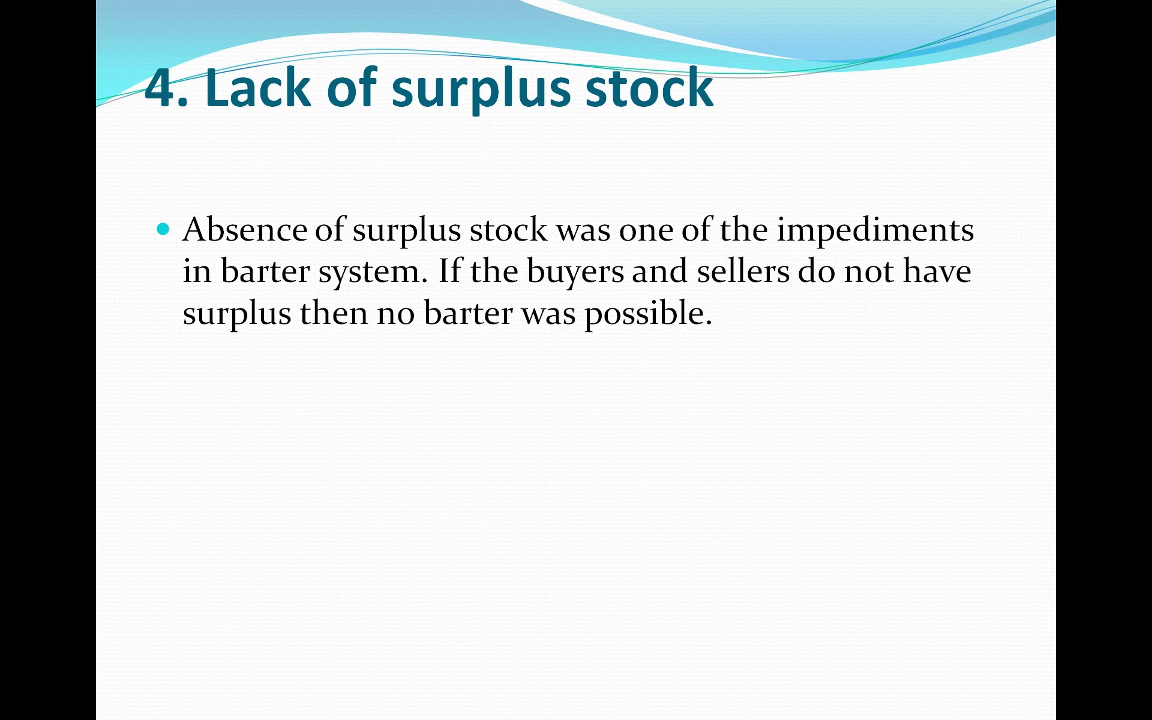 4. Lack of surplus stock
• Absence of surplus stock was one of the impediments
in barter system. If the buyers and sellers do not have
surplus then no barter was possible.